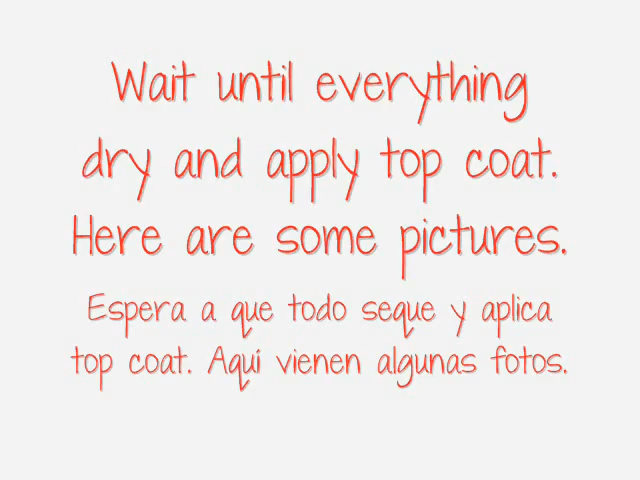 Wait until everything
dry and apply top coat.
Here are some pictures.
Espera a que todo seque y aplica
top coat. Aquí vienen algunas fotos.